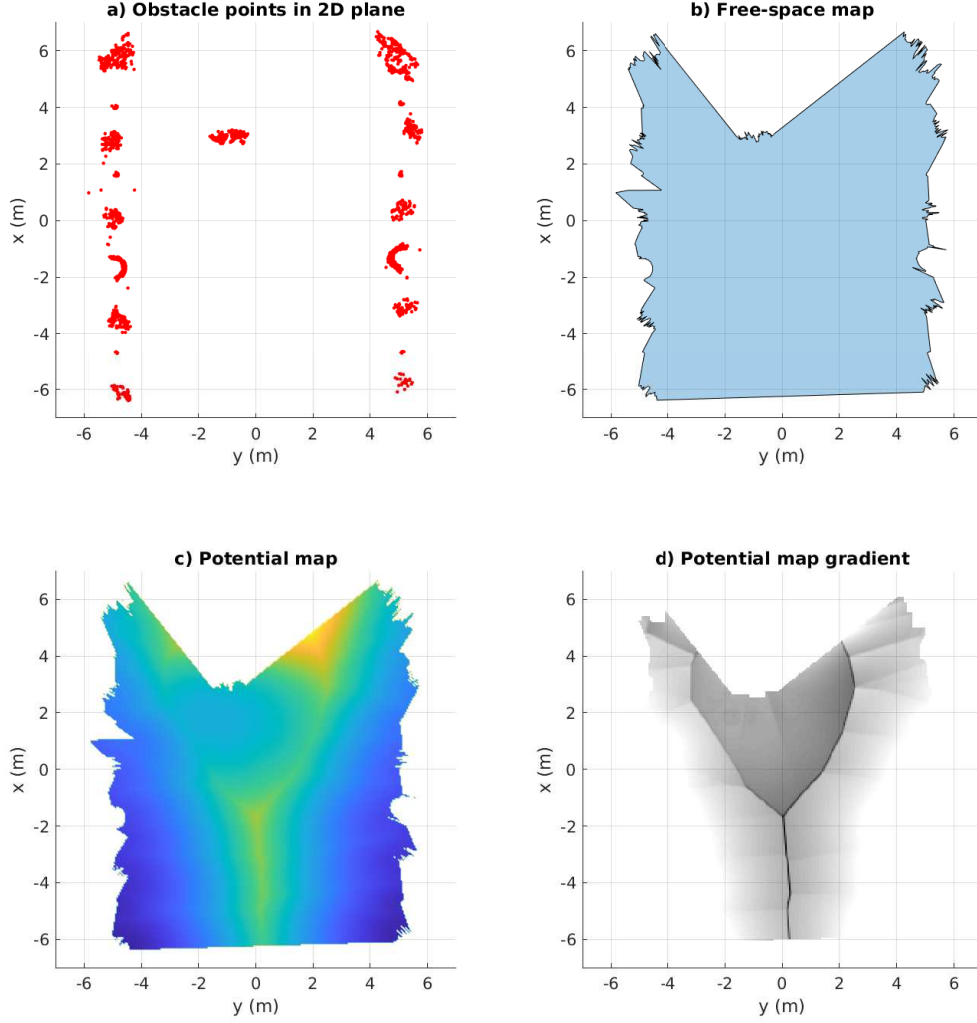 a) Obstacle points in 2D plane
6
4
2
0
-2
-4
-6
x (m)
-6 -4 -2 0 2 4 6
y (m)
b) Free-space map
6
4
2
0
-2
-4
-6
x (m)
-6 -4 -2 0 2 4 6
y (m)
c) Potential map
6
4
2
0
-2
-4
-6
x (m)
-6 -4 -2 0 2 4 6
y (m)
d) Potential map gradient
6
4
2
0
-2
-4
-6
x (m)
-6 -4 -2 0 2 4 6
y (m)